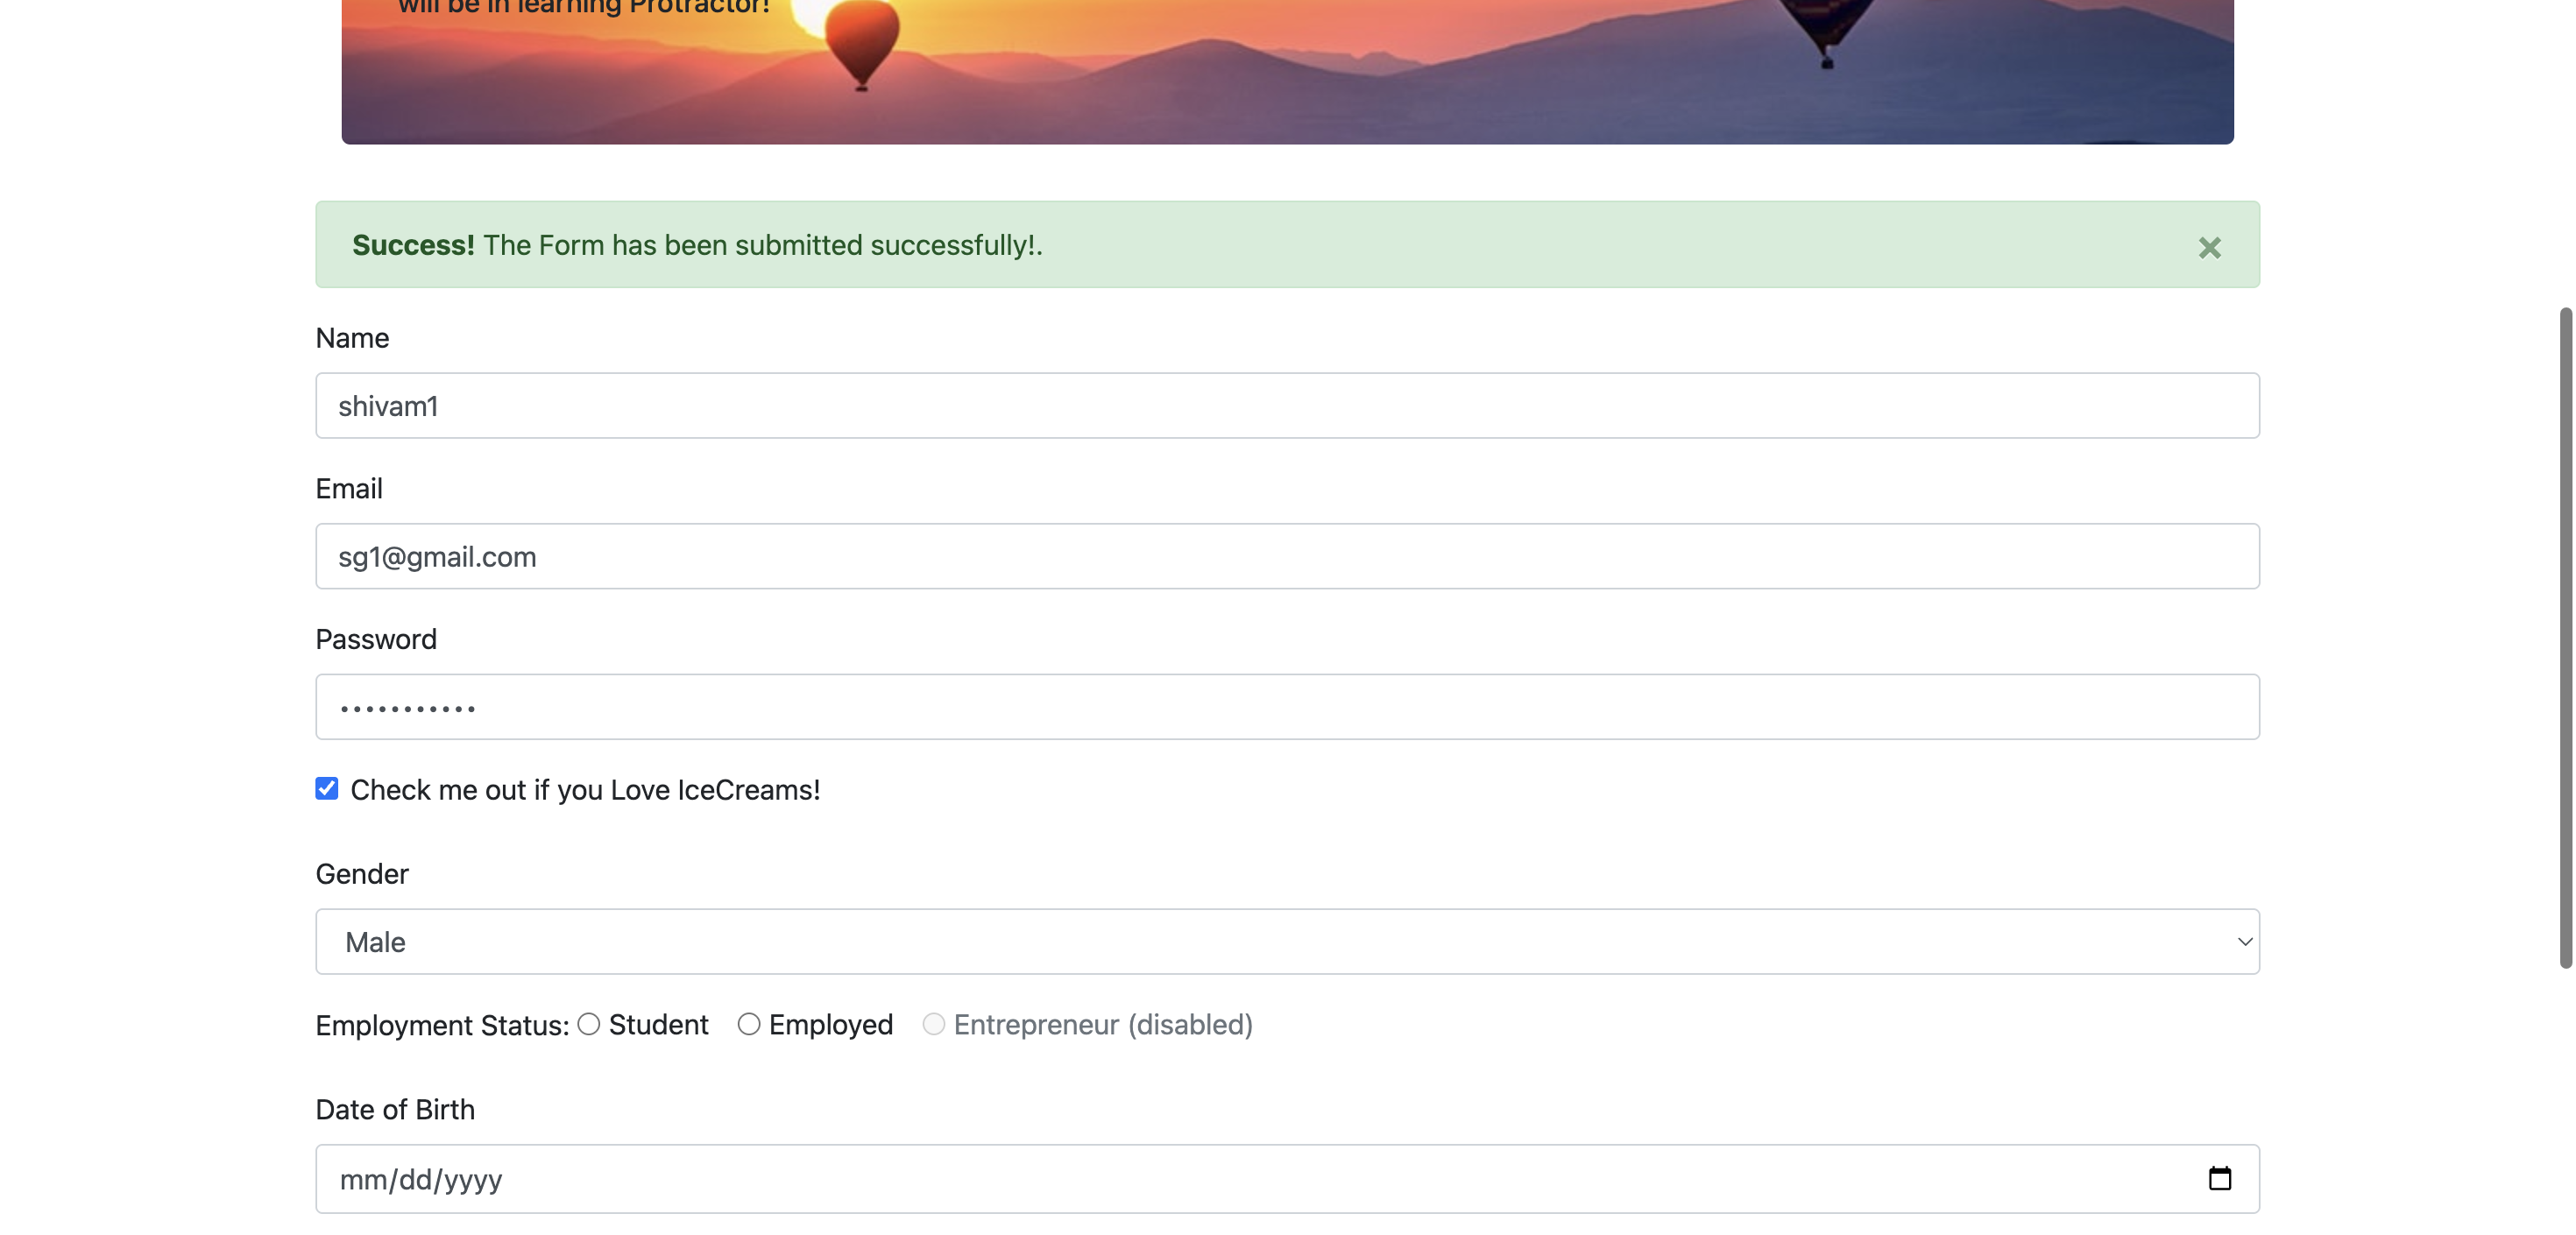 will be in learning Protractor!
Success! The Form has been submitted successfully!.
×
Name
shivam1
Email
sg1@gmail.com
Password
•••••••••••
Check me out if you Love IceCreams!
Gender
Male
Employment Status: Student Employed Entrepreneur (disabled)
Date of Birth
mm/dd/yyyy